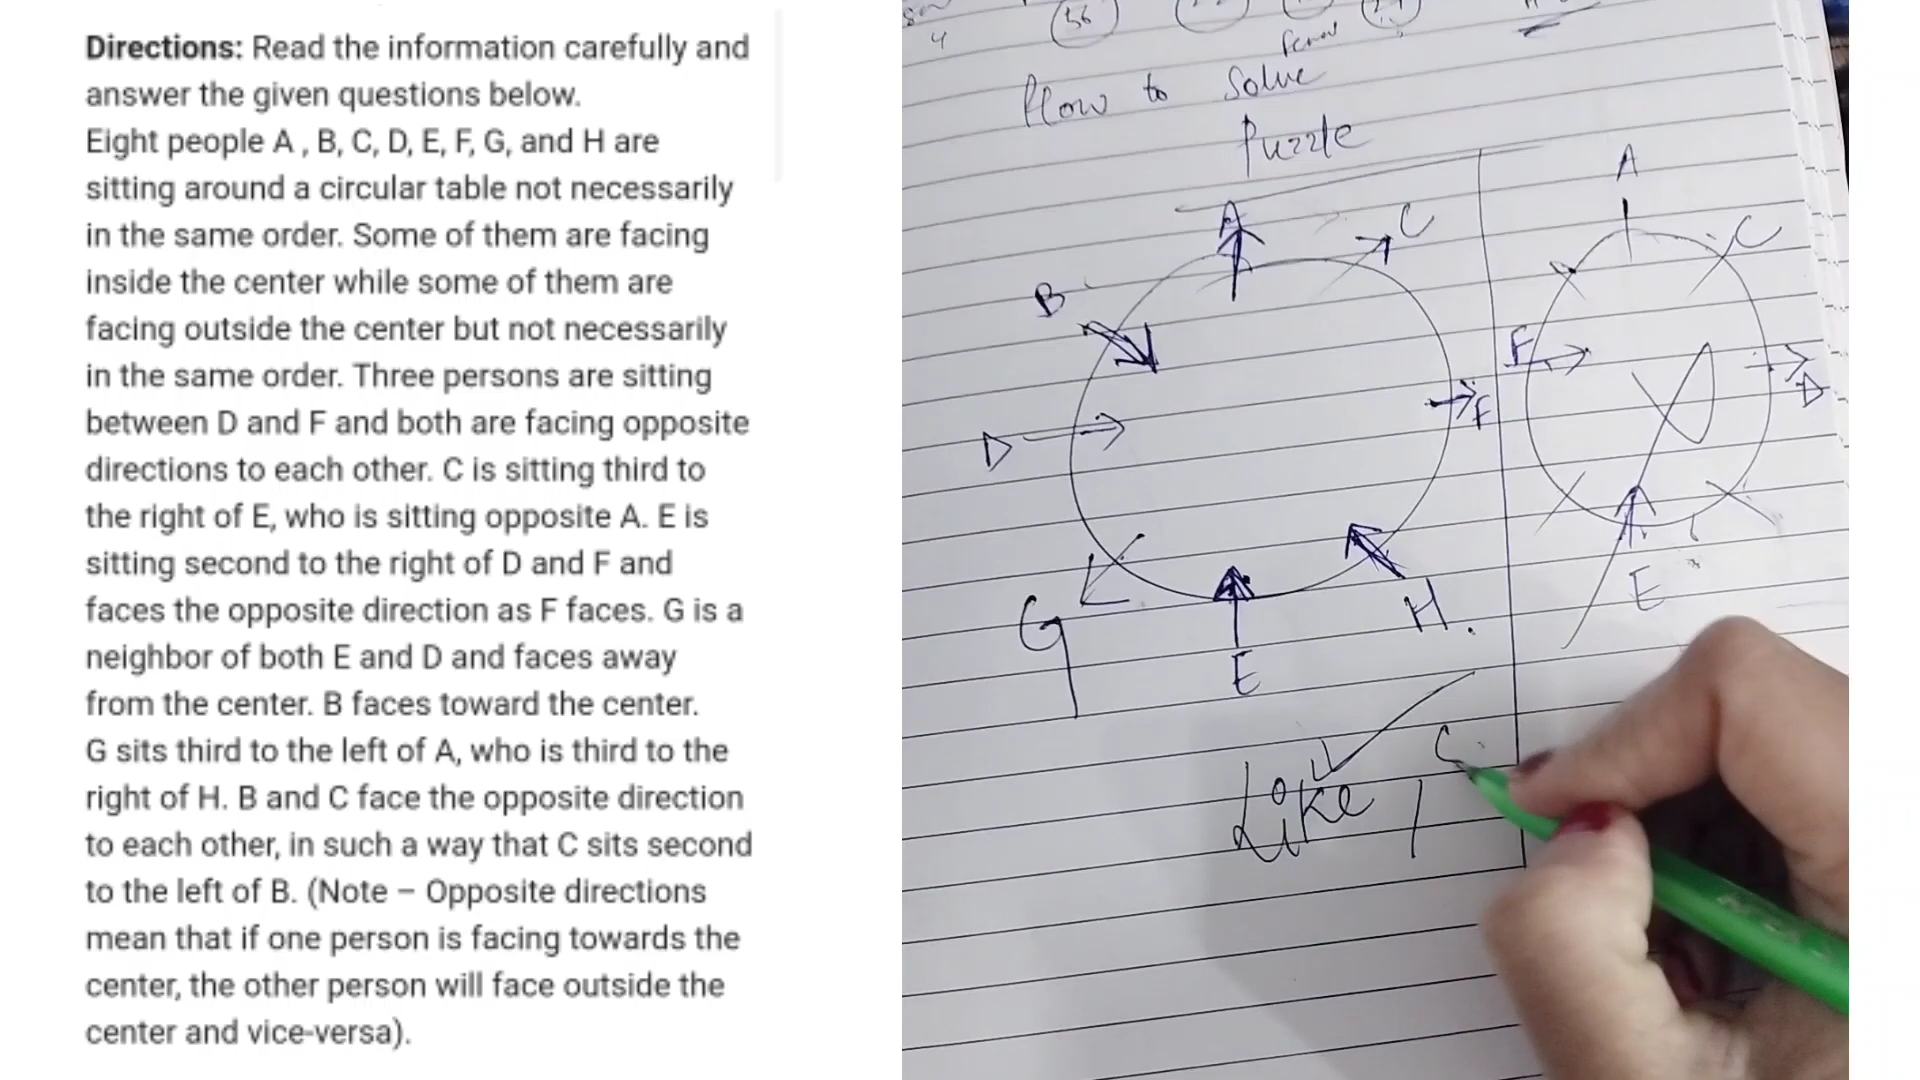 Directions: Read the information carefully and
answer the given questions below.
Eight people A , B, C, D, E, F, G, and H are
sitting around a circular table not necessarily
in the same order. Some of them are facing
inside the center while some of them are
facing outside the center but not necessarily
in the same order. Three persons are sitting
between D and F and both are facing opposite
directions to each other. C is sitting third to
the right of E, who is sitting opposite A. E is
sitting second to the right of D and F and
faces the opposite direction as F faces. G is a
neighbor of both E and D and faces away
from the center. B faces toward the center.
G sits third to the left of A, who is third to the
right of H. B and C face the opposite direction
to each other, in such a way that C sits second
to the left of B. (Note – Opposite directions
mean that if one person is facing towards the
center, the other person will face outside the
center and vice-versa).
56
4
How to Solve
Puzzle
A
C
B
F
D
G
H
E
A
C
F
D
E
Like / C